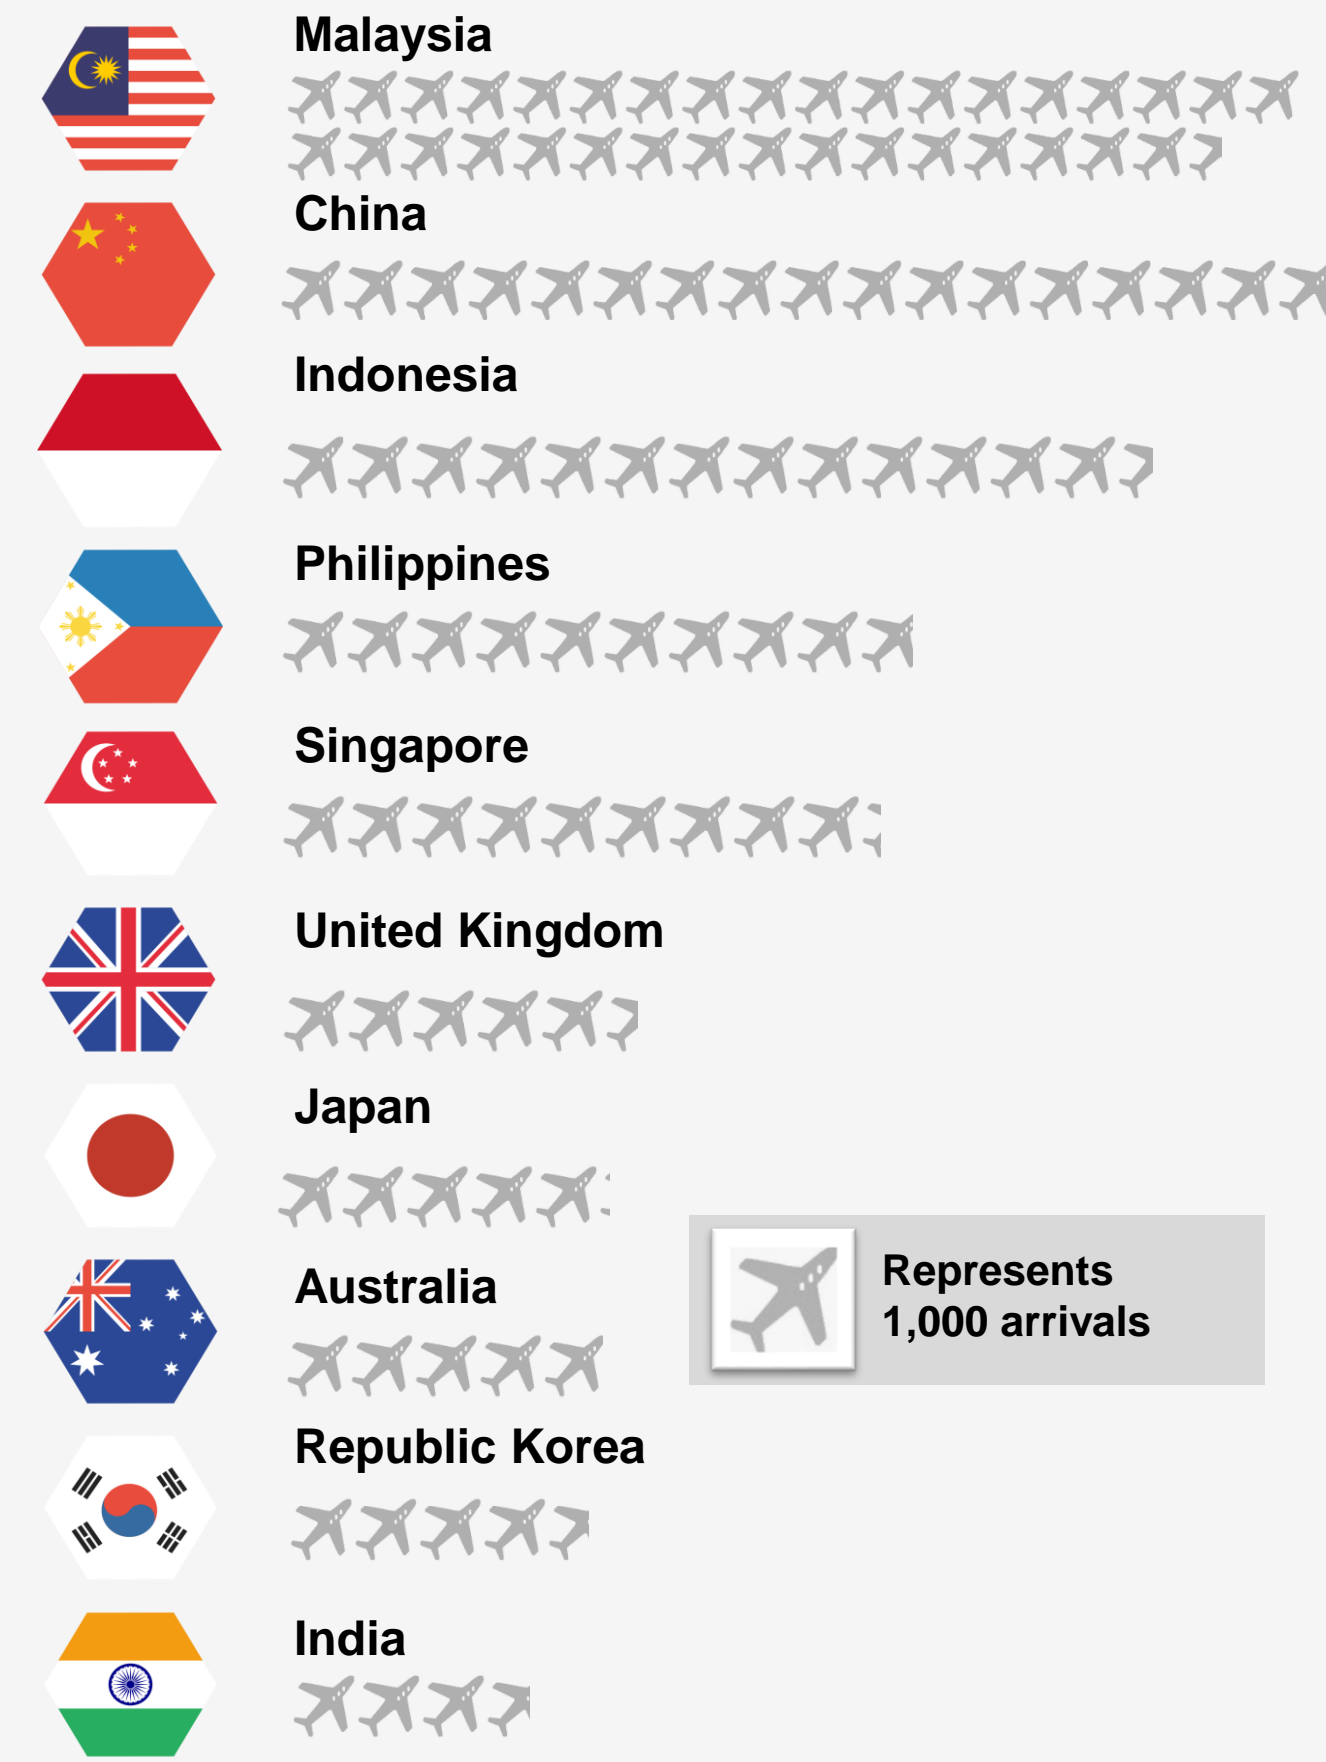 Malaysia
China
Indonesia
Philippines
Singapore
United Kingdom
Japan
Represents
1,000 arrivals
Australia
Republic Korea
India